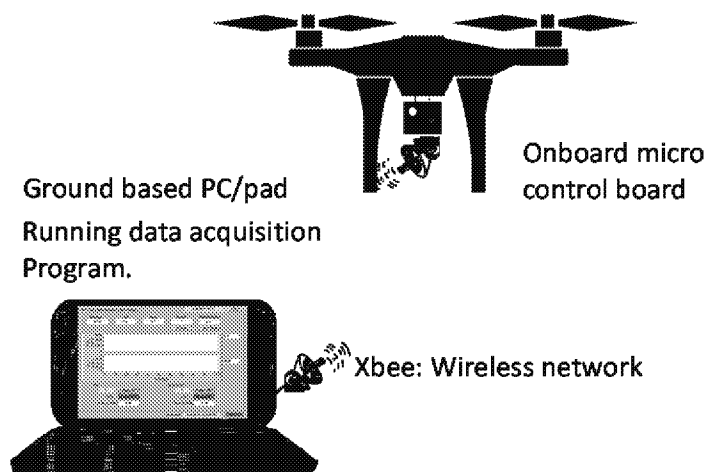 Onboard micro
control board
Ground based PC/pad
Running data acquisition
Program.
Xbee: Wireless network